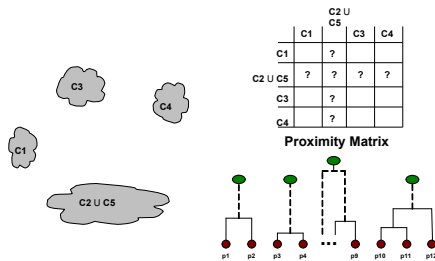 C2 U
C5
C1 C3 C4
C1 ?
C2 U C5 ? ? ? ?
C3 ?
C4 ?
Proximity Matrix
C3
C4
C1
C2 U C5
...
p1 p2 p3 p4 p9 p10 p11 p12